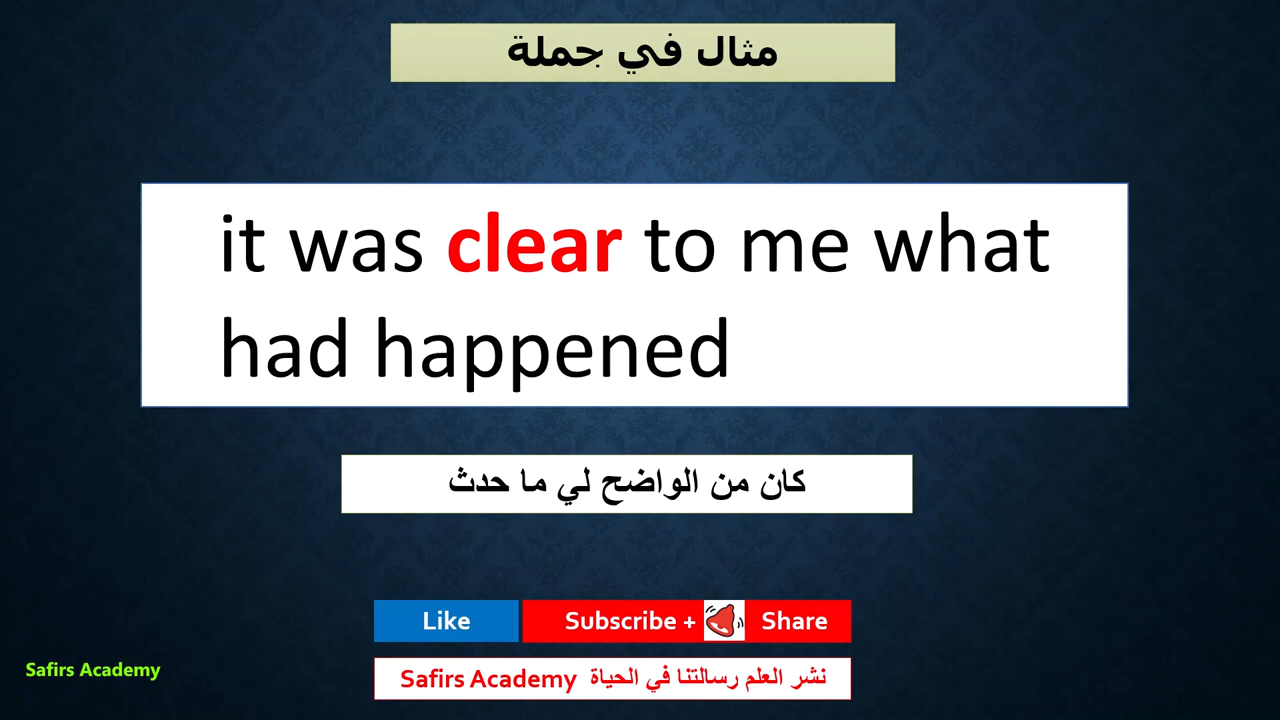 مثال في جملة
it was clear to me what
had happened
كان من الواضح لي ما حدث
Like
Subscribe +
Share
Safirs Academy
Safirs Academy نشر العلم رسالتنا في الحياة